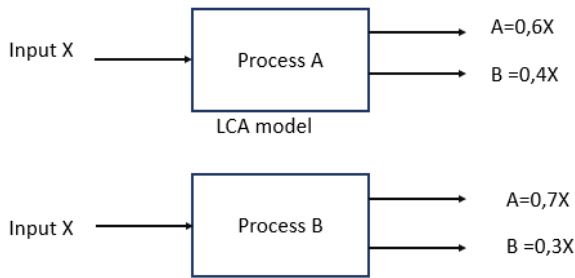 Input X
Process A
A=0,6X
B =0,4X
LCA model
Input X
Process B
A=0,7X
B =0,3X